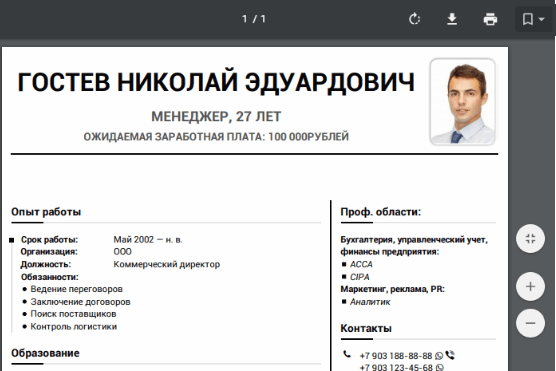 1 / 1
ГОСТЕВ НИКОЛАЙ ЭДУАРДОВИЧ
МЕНЕДЖЕР, 27 ЛЕТ
ОЖИДАЕМАЯ ЗАРАБОТНАЯ ПЛАТА: 100 000РУБЛЕЙ
Опыт работы
Срок работы: Май 2002 — н. в.
Организация: ООО
Должность: Коммерческий директор
Обязанности:
Ведение переговоров
Заключение договоров
Поиск поставщиков
Контроль логистики
Образование
Проф. области:
Бухгалтерия, управленческий учет,
финансы предприятия:
ACCA
CIPA
Маркетинг, реклама, PR:
Аналитик
Контакты
+7 903 188-88-88
+7 903 123-45-68